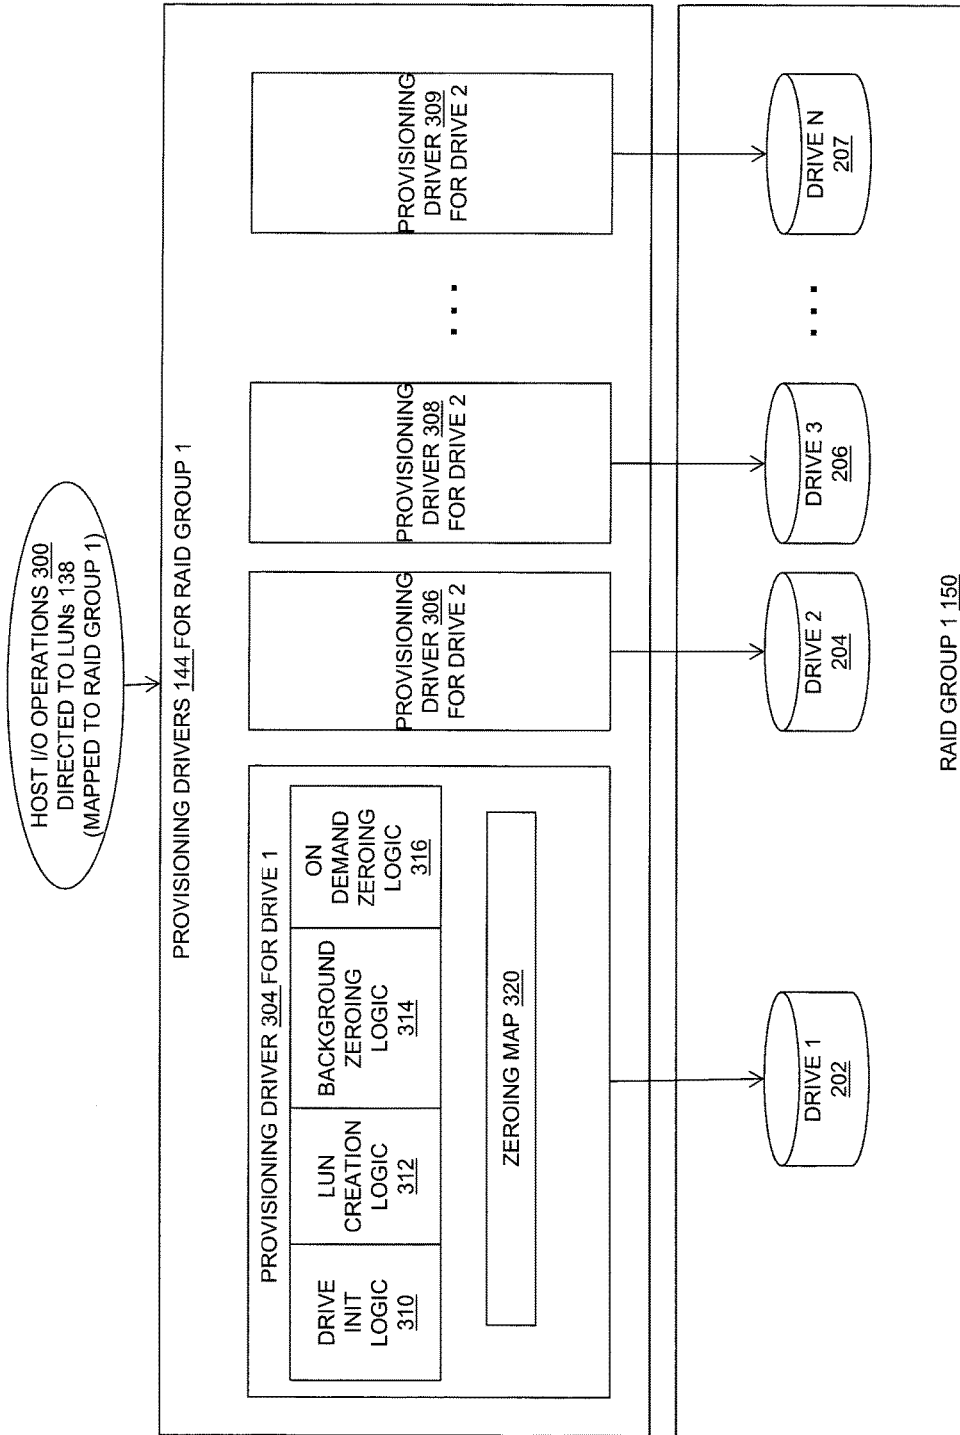 HOST I/O OPERATIONS 300
DIRECTED TO LUNs 138
(MAPPED TO RAID GROUP 1)
PROVISIONING DRIVERS 144 FOR RAID GROUP 1
PROVISIONING DRIVER 304 FOR DRIVE 1
DRIVE
INIT
LOGIC
310
LUN
CREATION
LOGIC
312
BACKGROUND
ZEROING
LOGIC
314
ON
DEMAND
ZEROING
LOGIC
316
ZEROING MAP 320
PROVISIONING
DRIVER 306
FOR DRIVE 2
PROVISIONING
DRIVER 308
FOR DRIVE 2
...
PROVISIONING
DRIVER 309
FOR DRIVE 2
DRIVE 1
202
DRIVE 2
204
DRIVE 3
206
...
DRIVE N
207
RAID GROUP 1 150